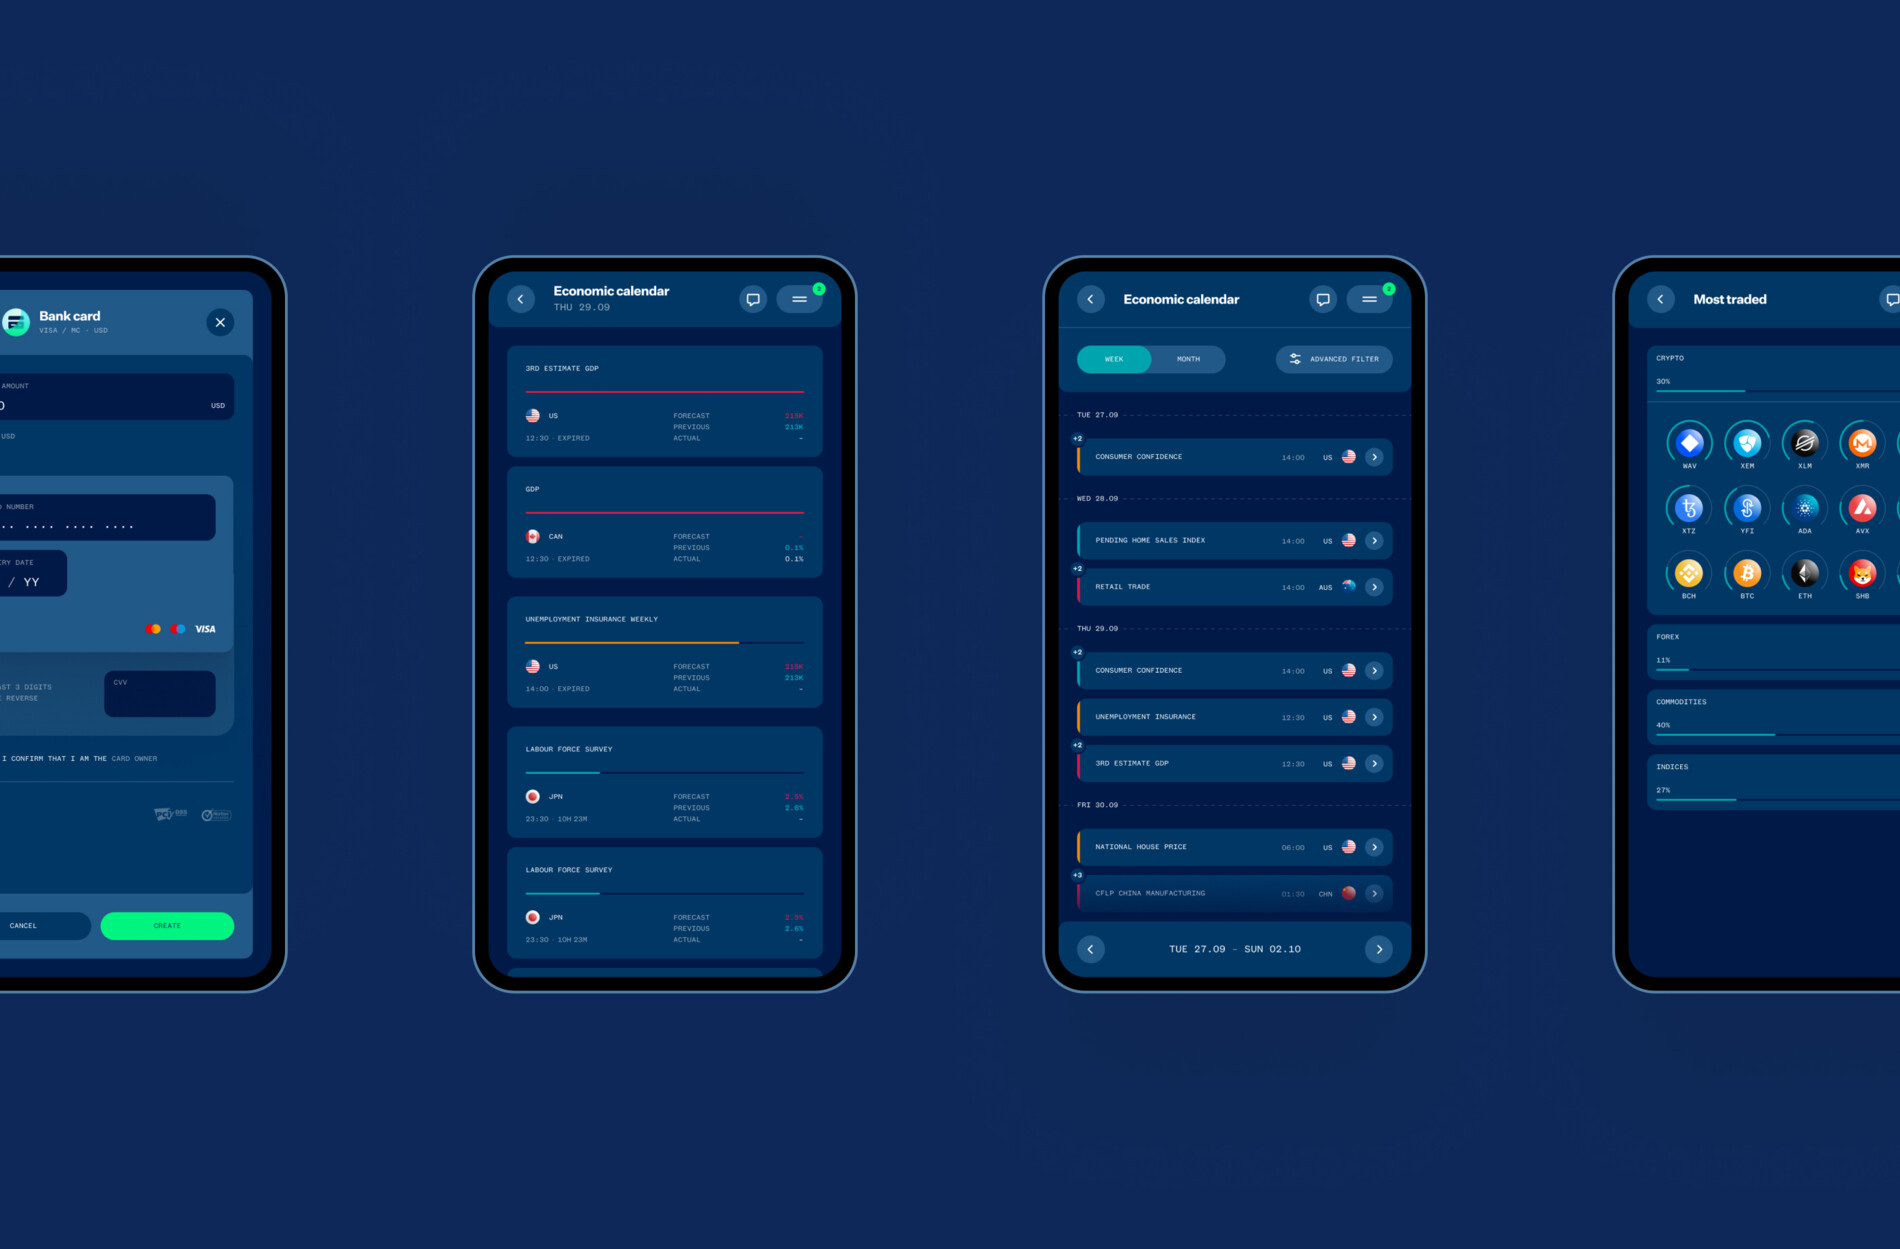 Bank card
VISA / MC - USD
AMOUNT
USD
USD
NUMBER
.... .... ....
DATE
/ YY
VISA
3 DIGITS
REVERSE
CVV
I CONFIRM THAT I AM THE CARD OWNER
CANCEL
CREATE
Economic calendar
THU 29.09
2
3RD ESTIMATE GDP
US
12:30 · EXPIRED
FORECAST 215K
PREVIOUS 213K
ACTUAL -
GDP
CAN
12:30 · EXPIRED
FORECAST -
PREVIOUS 0.1%
ACTUAL 0.1%
UNEMPLOYMENT INSURANCE WEEKLY
US
14:00 · EXPIRED
FORECAST 215K
PREVIOUS 213K
ACTUAL -
LABOUR FORCE SURVEY
JPN
23:30 · 10H 23M
FORECAST 2.5%
PREVIOUS 2.6%
ACTUAL -
LABOUR FORCE SURVEY
JPN
23:30 · 10H 23M
FORECAST 2.5%
PREVIOUS 2.6%
ACTUAL -
Economic calendar
2
WEEK
MONTH
ADVANCED FILTER
TUE 27.09
+2
CONSUMER CONFIDENCE 14:00 US
WED 28.09
PENDING HOME SALES INDEX 14:00 US
+2
RETAIL TRADE 14:00 AUS
THU 29.09
+2
CONSUMER CONFIDENCE 14:00 US
UNEMPLOYMENT INSURANCE 12:30 US
+2
3RD ESTIMATE GDP 12:30 US
FRI 30.09
NATIONAL HOUSE PRICE 06:00 US
+3
CFLP CHINA MANUFACTURING 01:30 CHN
TUE 27.09 - SUN 02.10
Most traded
CRYPTO
30%
WAV XEM XLM XMR
XTZ YFI ADA AVX
BCH BTC ETH SHB
FOREX
11%
COMMODITIES
40%
INDICES
27%